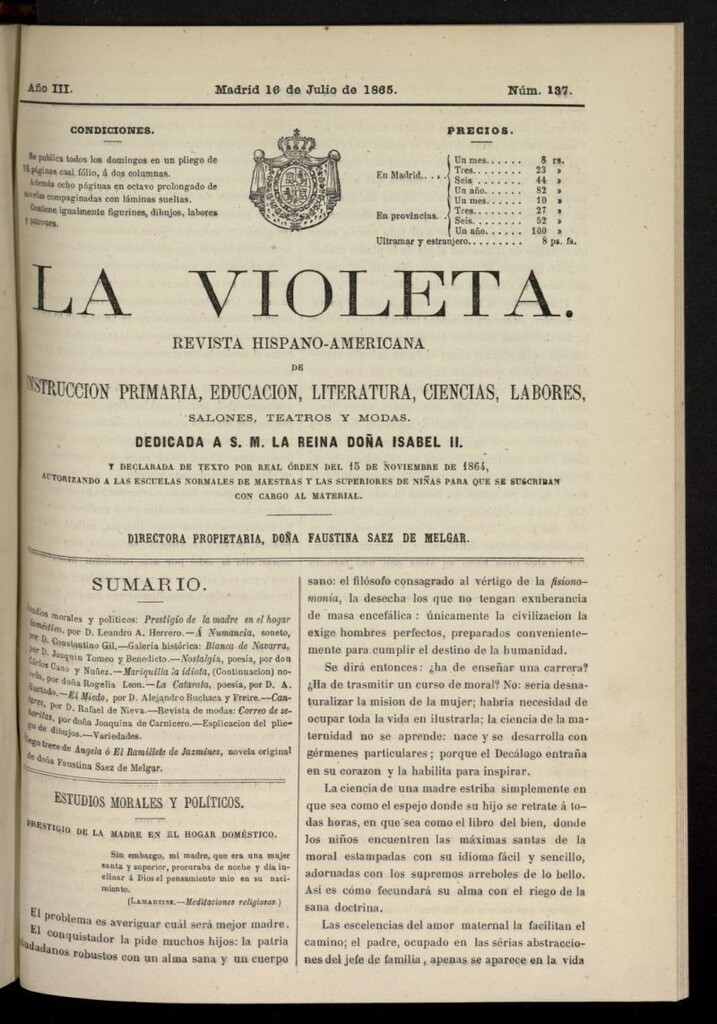 Año III.
Madrid 16 de Julio de 1865.
Núm. 137.
CONDICIONES.
Se publica todos los domingos en un pliego de
16 páginas casi fólio, á dos columnas.
Además ocho páginas en octavo prolongado de
novelas compaginadas con láminas sueltas.
Contiene igualmente figurines, dibujos, labores
y patrones.
PRECIOS.
En Madrid....
Un mes...... 8 rs.
Tres....... 23 »
Seis ....... 44 »
Un año...... 82 »
En provincias.
Un mes...... 10 »
Tres....... 27 »
Seis....... 52 »
Un año...... 100 »
Ultramar y estranjero......... 8 ps. fs.
LA VIOLETA.
REVISTA HISPANO-AMERICANA
DE
INSTRUCCION PRIMARIA, EDUCACION, LITERATURA, CIENCIAS, LABORES,
SALONES, TEATROS Y MODAS.
DEDICADA A S. M. LA REINA DOÑA ISABEL II.
Y DECLARADA DE TEXTO POR REAL ÓRDEN DEL 15 DE NOVIEMBRE DE 1864,
AUTORIZANDO A LAS ESCUELAS NORMALES DE MAESTRAS Y LAS SUPERIORES DE NIÑAS PARA QUE SE SUSCRIBAN
CON CARGO AL MATERIAL.
DIRECTORA PROPIETARIA, DOÑA FAUSTINA SAEZ DE MELGAR.
SUMARIO.
Estudios morales y políticos: Prestigio de la madre en el hogar
doméstico, por D. Leandro A. Herrero.—Á Numancia, soneto,
por D. Constantino Gil.—Galería histórica: Blanca de Navarra,
por D. Joaquin Tomeo y Benedicto.—Nostalgia, poesía, por don
Cárlos Cano y Nuñez.—Mariquilla la idiota, (Continuacion) no-
vela, por doña Rogelia Leon.—La Catarata, poesía, por D. A.
Hurtado.—El Miedo, por D. Alejandro Buchaca y Freire.—Can-
tares, por D. Rafael de Nieva.—Revista de modas: Correo de se-
ñoritas, por doña Joaquina de Carnicero.—Esplicacion del plie-
go de dibujos.—Variedades.
Pliego trece de Angela ó El Ramillete de Jazmines, novela original
de doña Faustina Saez de Melgar.
ESTUDIOS MORALES Y POLÍTICOS.
PRESTIGIO DE LA MADRE EN EL HOGAR DOMÉSTICO.
Sin embargo, mi madre, que era una mujer
santa y superior, procuraba de noche y dia in-
clinar á Dios el pensamiento mio en su naci-
miento.
(LAMARTINE.—Meditaciones religiosas.)
El problema es averiguar cuál será mejor madre.
El conquistador la pide muchos hijos: la patria
ciudadanos robustos con un alma sana y un cuerpo
sano: el filósofo consagrado al vértigo de la fisiono-
monía, la desecha los que no tengan exuberancia
de masa encefálica: únicamente la civilizacion la
exige hombres perfectos, preparados conveniente-
mente para cumplir el destino de la humanidad.
Se dirá entonces: ¿ha de enseñar una carrera?
¿Ha de trasmitir un curso de moral? No: seria desna-
turalizar la mision de la mujer; habria necesidad de
ocupar toda la vida en ilustrarla; la ciencia de la ma-
ternidad no se aprende: nace y se desarrolla con
gérmenes particulares; porque el Decálogo entraña
en su corazon y la habilita para inspirar.
La ciencia de una madre estriba simplemente en
que sea como el espejo donde su hijo se retrate á to-
das horas, en que sea como el libro del bien, donde
los niños encuentren las máximas santas de la
moral estampadas con su idioma fácil y sencillo,
adornadas con los supremos arreboles de lo bello.
Así es cómo fecundará su alma con el riego de la
sana doctrina.
Las escelencias del amor maternal la facilitan el
camino; el padre, ocupado en las sérias abstraccio-
nes del jefe de familia, apenas se aparece en la vida